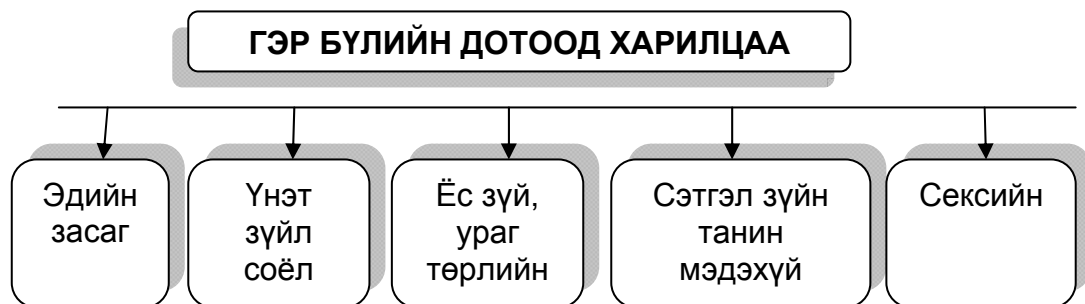 ГЭР БҮЛИЙН ДОТООД ХАРИЛЦАА
Эдийн
засаг
Үнэт
зүйл
соёл
Ёс зүй,
ураг
төрлийн
Сэтгэл зүйн
танин
мэдэхүй
Сексийн